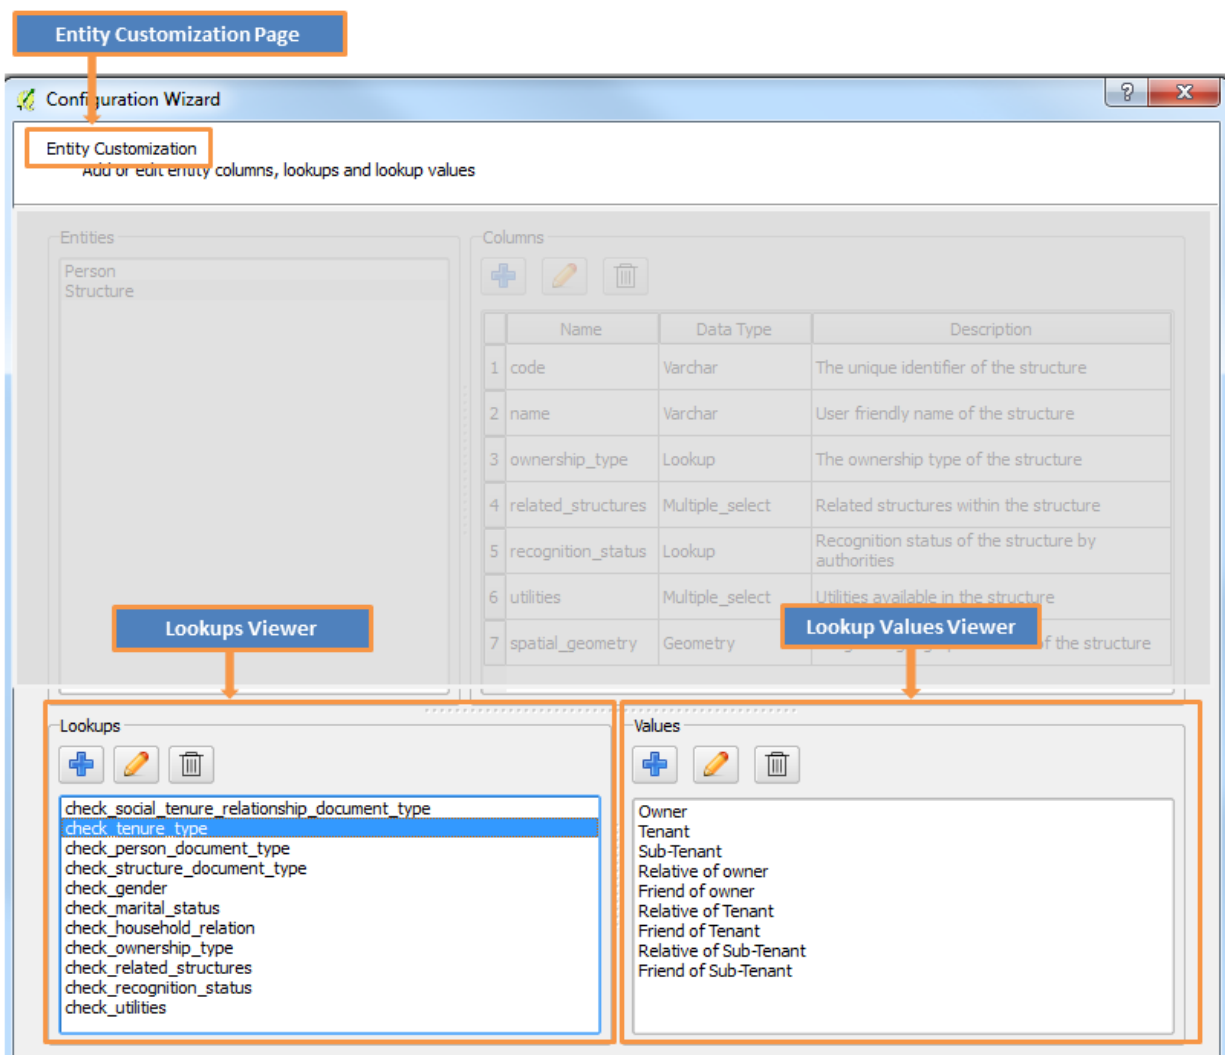 Entity Customization Page
Configuration Wizard
Entity Customization
Add or edit entity columns, lookups and lookup values
Entities
Person
Structure
Columns
Name Data Type Description
1 code Varchar The unique identifier of the structure
2 name Varchar User friendly name of the structure
3 ownership_type Lookup The ownership type of the structure
4 related_structures Multiple_select Related structures within the structure
5 recognition_status Lookup Recognition status of the structure by
authorities
6 utilities Multiple_select Utilities available in the structure
7 spatial_geometry Geometry of the structure
Lookups Viewer
Lookup Values Viewer
Lookups
check_social_tenure_relationship_document_type
check_tenure_type
check_person_document_type
check_structure_document_type
check_gender
check_marital_status
check_household_relation
check_ownership_type
check_related_structures
check_recognition_status
check_utilities
Values
Owner
Tenant
Sub-Tenant
Relative of owner
Friend of owner
Relative of Tenant
Friend of Tenant
Relative of Sub-Tenant
Friend of Sub-Tenant